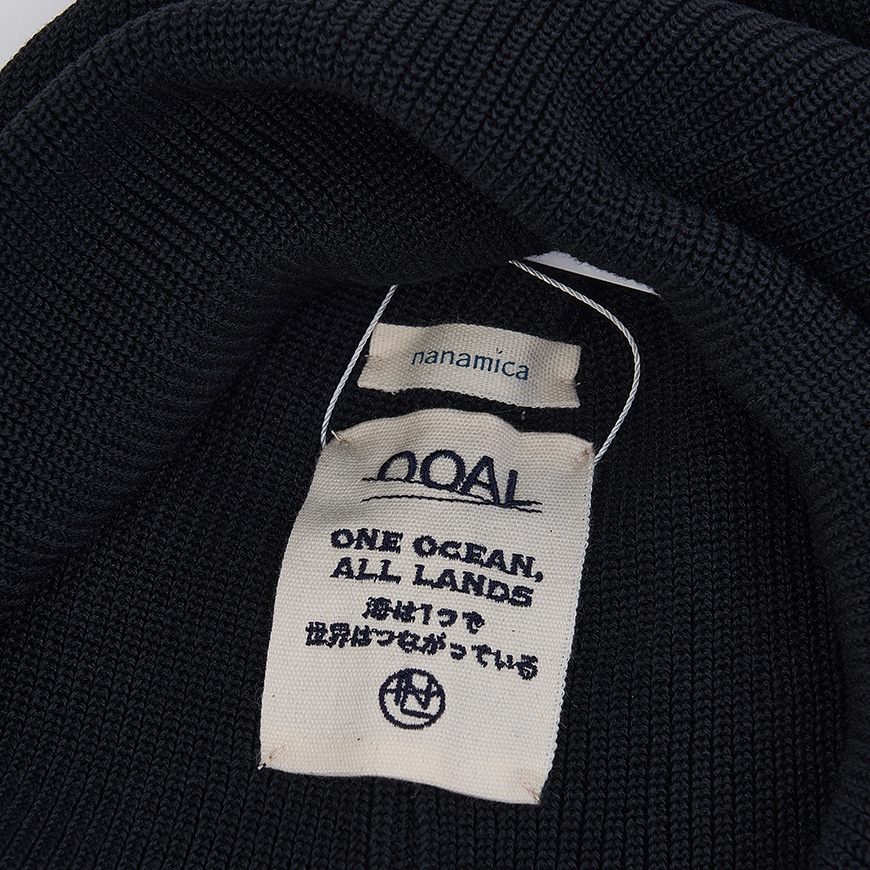 nanamica
OOAL
ONE OCEAN,
ALL LANDS
海は1つで
世界はつながっている